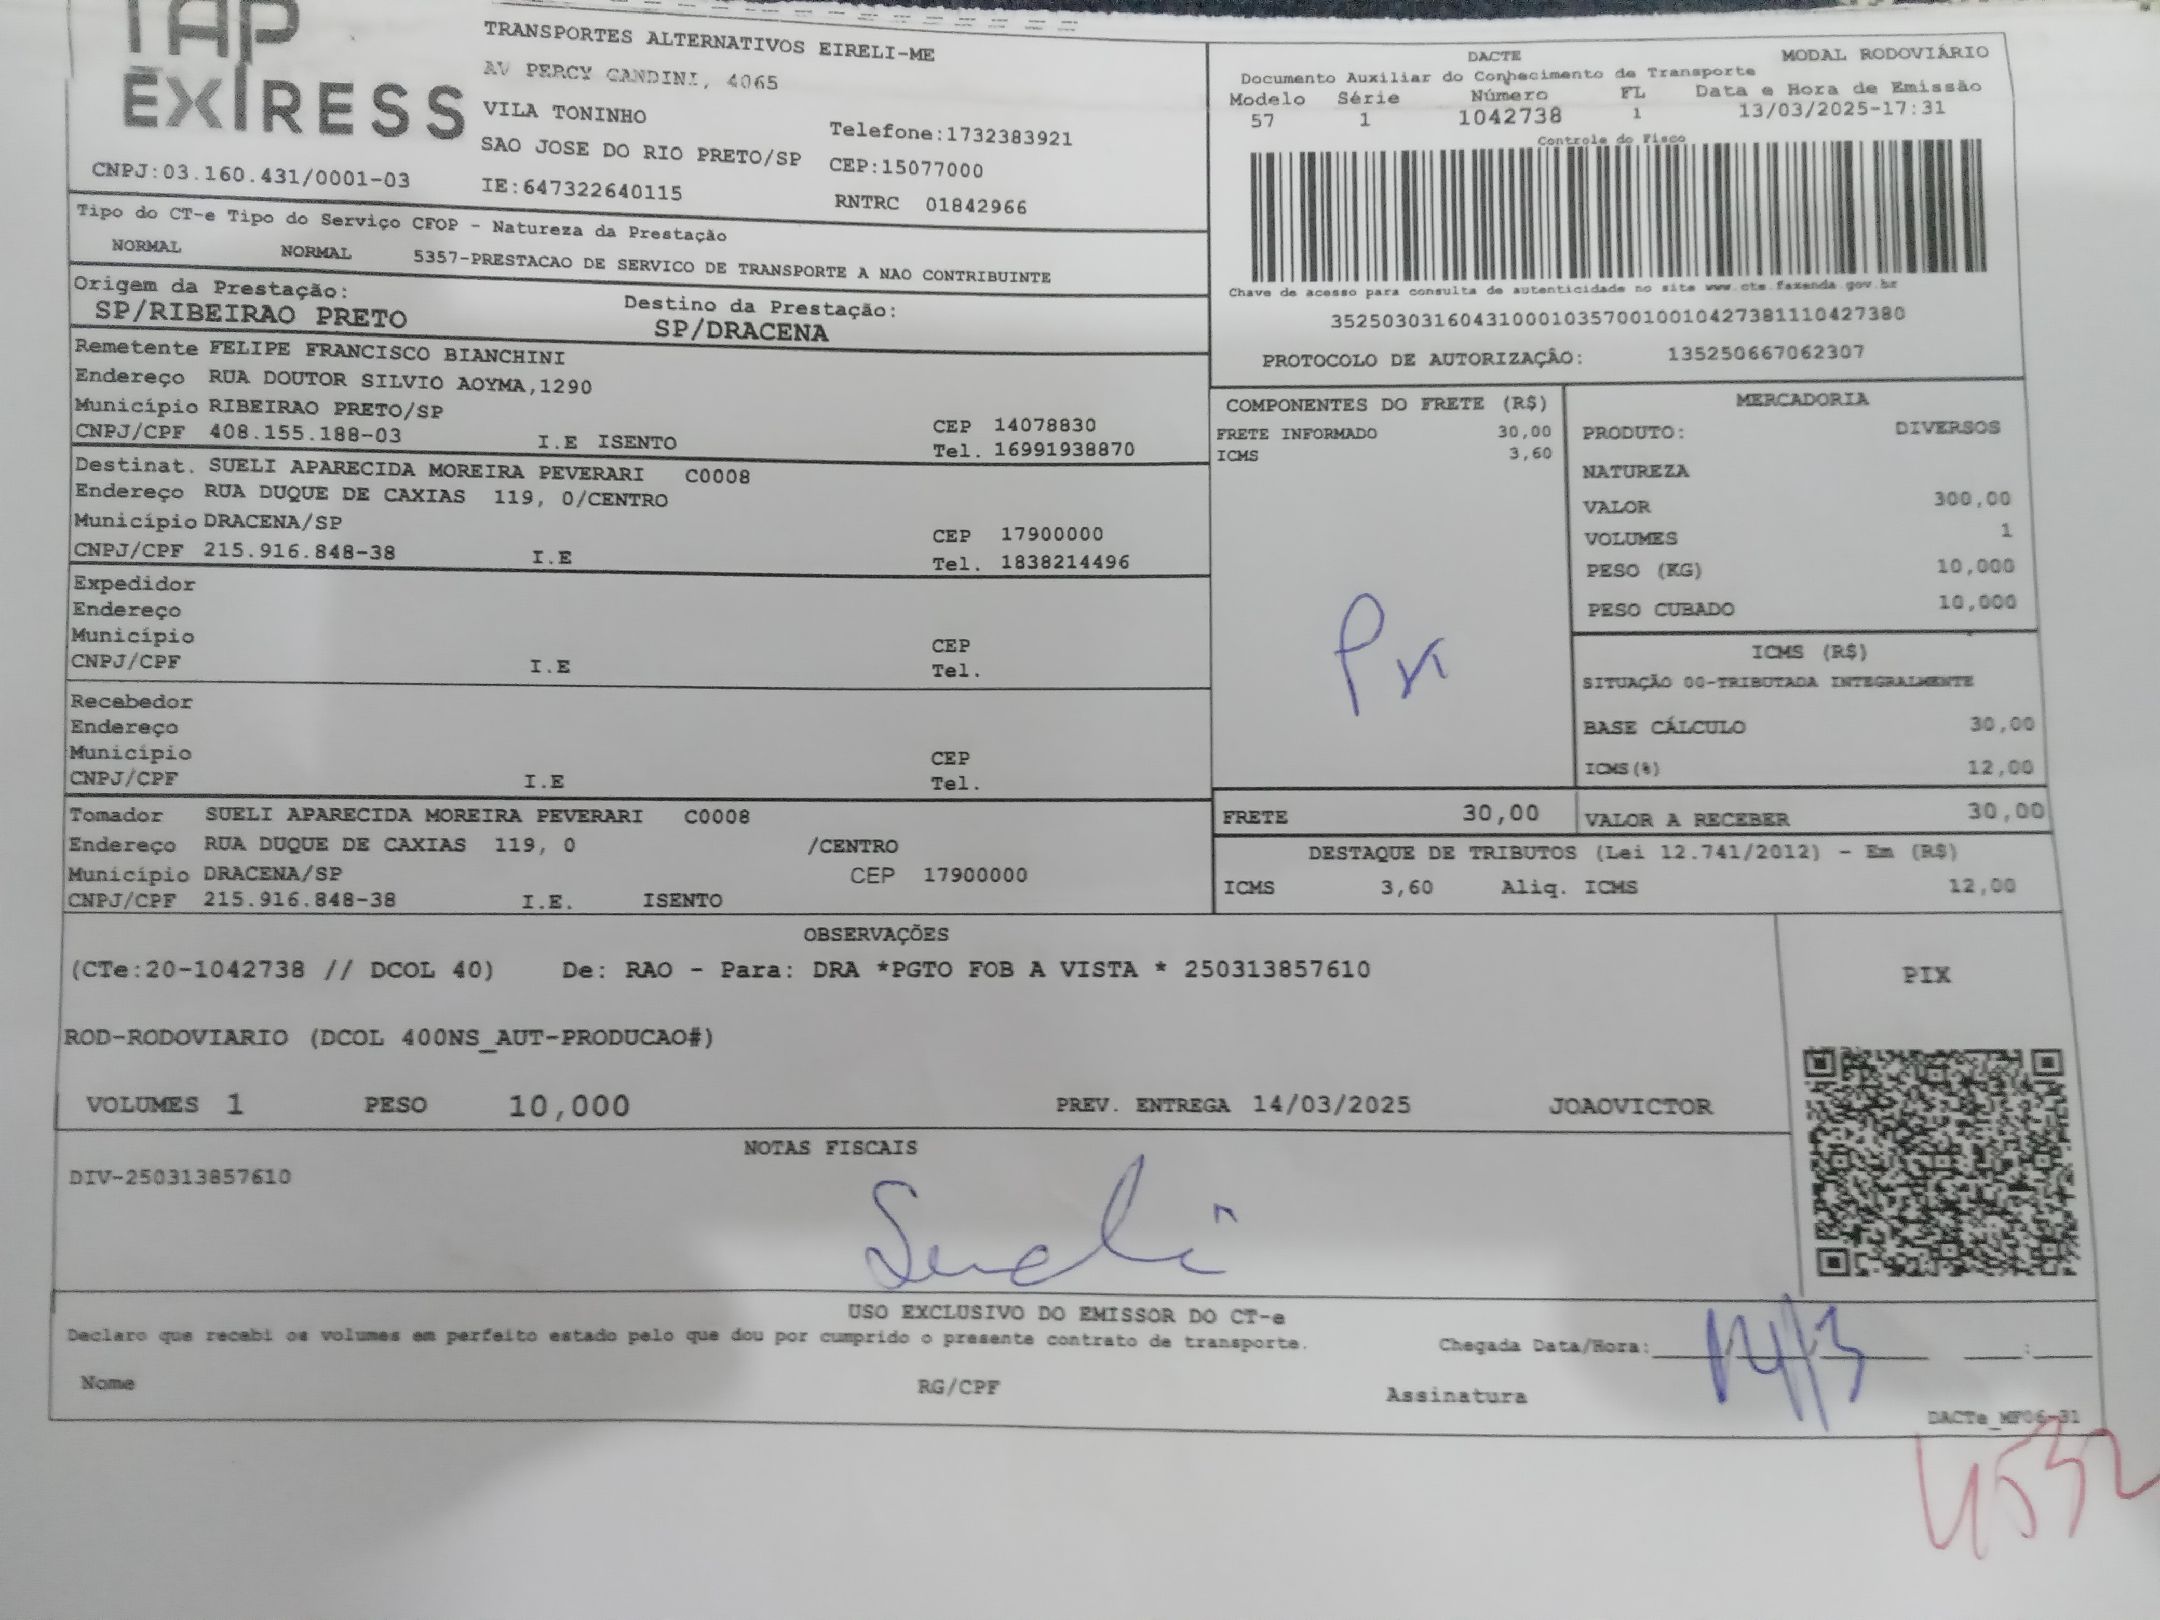 TAP
EXIRESS
CNPJ:03.160.431/0001-03
TRANSPORTES ALTERNATIVOS EIRELI-ME
AV PERCY GANDINI, 4065
VILA TONINHO
SAO JOSE DO RIO PRETO/SP
IE:647322640115
Telefone:1732383921
CEP:15077000
RNTRC 01842966
DACTE MODAL RODOVIÁRIO
Documento Auxiliar do Conhecimento de Transporte
Modelo Série Número FL Data e Hora de Emissão
57 1 1042738 1 13/03/2025-17:31
Controle do Fisco
Chave de acesso para consulta de autenticidade no site www.cte.fazenda.gov.br
35250303160431000103570010010427381110427380
PROTOCOLO DE AUTORIZAÇÂO: 135250667062307
Tipo do CT-e Tipo do Serviço CFOP - Natureza da Prestação
NORMAL NORMAL 5357-PRESTACAO DE SERVICO DE TRANSPORTE A NAO CONTRIBUINTE
Origem da Prestação: Destino da Prestação:
SP/RIBEIRAO PRETO SP/DRACENA
Remetente FELIPE FRANCISCO BIANCHINI
Endereço RUA DOUTOR SILVIO AOYMA,1290
Município RIBEIRAO PRETO/SP CEP 14078830
CNPJ/CPF 408.155.188-03 I.E ISENTO Tel. 16991938870
Destinat. SUELI APARECIDA MOREIRA PEVERARI C0008
Endereço RUA DUQUE DE CAXIAS 119, 0/CENTRO
Município DRACENA/SP CEP 17900000
CNPJ/CPF 215.916.848-38 I.E Tel. 1838214496
Expedidor
Endereço
Município CEP
CNPJ/CPF I.E Tel.
Recebedor
Endereço
Município CEP
CNPJ/CPF I.E Tel.
Tomador SUELI APARECIDA MOREIRA PEVERARI C0008
Endereço RUA DUQUE DE CAXIAS 119, 0 /CENTRO
Município DRACENA/SP CEP 17900000
CNPJ/CPF 215.916.848-38 I.E. ISENTO
COMPONENTES DO FRETE (R$)
FRETE INFORMADO 30,00
ICMS 3,60
MERCADORIA
PRODUTO: DIVERSOS
NATUREZA
VALOR 300,00
VOLUMES 1
PESO (KG) 10,000
PESO CUBADO 10,000
ICMS (R$)
SITUAÇÃO 00-TRIBUTADA INTEGRALMENTE
BASE CÁLCULO 30,00
ICMS(%) 12,00
FRETE 30,00 VALOR A RECEBER 30,00
DESTAQUE DE TRIBUTOS (Lei 12.741/2012) - Em (R$)
ICMS 3,60 Aliq. ICMS 12,00
OBSERVAÇÕES
(CTe:20-1042738 // DCOL 40) De: RAO - Para: DRA *PGTO FOB A VISTA * 250313857610
ROD-RODOVIARIO (DCOL 400NS_AUT-PRODUCAO#)
VOLUMES 1 PESO 10,000 PREV. ENTREGA 14/03/2025 JOAOVICTOR
PIX
NOTAS FISCAIS
DIV-250313857610
Sueli
USO EXCLUSIVO DO EMISSOR DO CT-e
Declaro que recebi os volumes em perfeito estado pelo que dou por cumprido o presente contrato de transporte.
Chegada Data/Hora: 14/3
Nome RG/CPF Assinatura
DACTe_MF06-31
4532